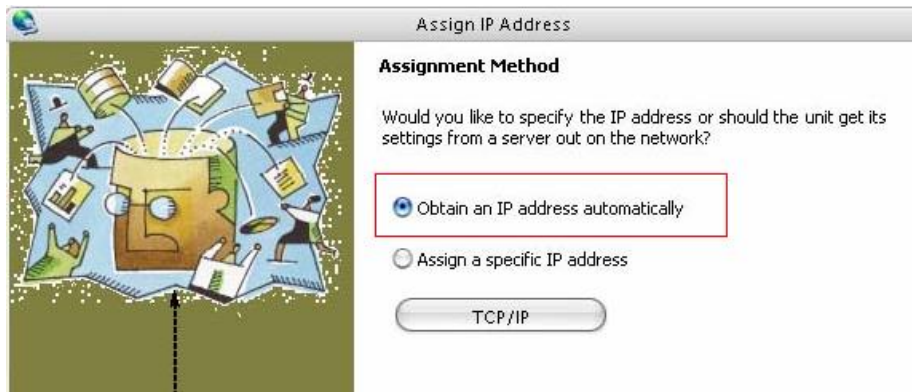 Assign IP Address
Assignment Method
Would you like to specify the IP address or should the unit get its
settings from a server out on the network?
Obtain an IP address automatically
Assign a specific IP address
TCP/IP